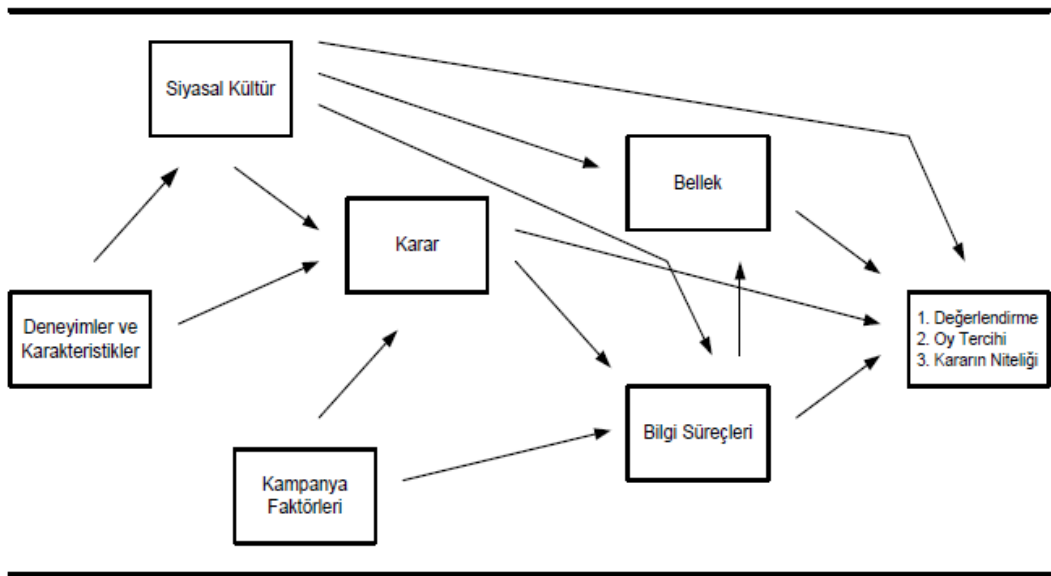 Siyasal Kültür
Bellek
Karar
Deneyimler ve
Karakteristikler
1. Değerlendirme
2. Oy Tercihi
3. Kararın Niteliği
Bilgi Süreçleri
Kampanya
Faktörleri